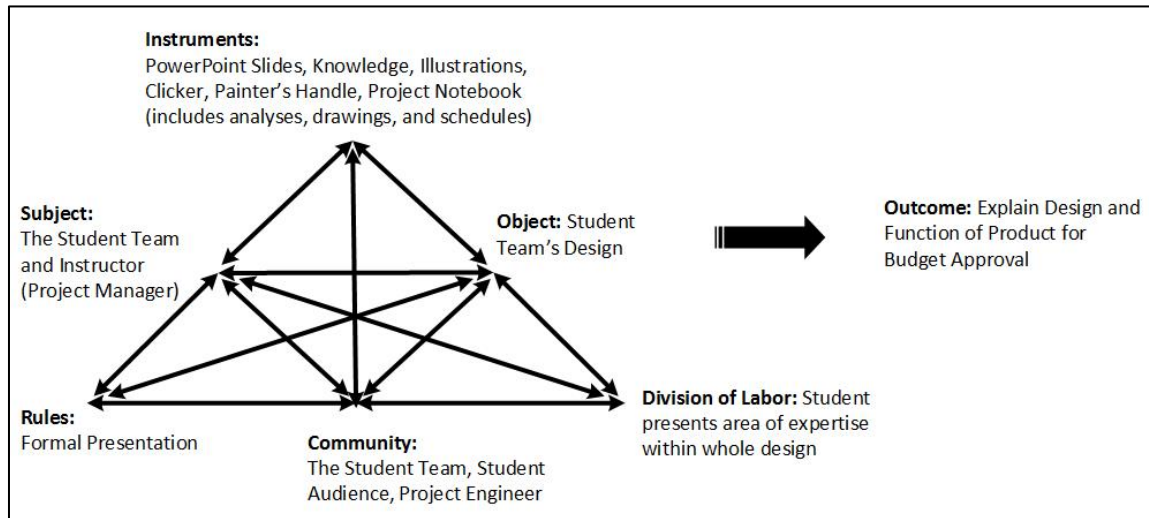 Instruments:
PowerPoint Slides, Knowledge, Illustrations,
Clicker, Painter's Handle, Project Notebook
(includes analyses, drawings, and schedules)
Subject:
The Student Team
and Instructor
(Project Manager)
Object: Student
Team's Design
Outcome: Explain Design and
Function of Product for
Budget Approval
Rules:
Formal Presentation
Community:
The Student Team, Student
Audience, Project Engineer
Division of Labor: Student
presents area of expertise
within whole design